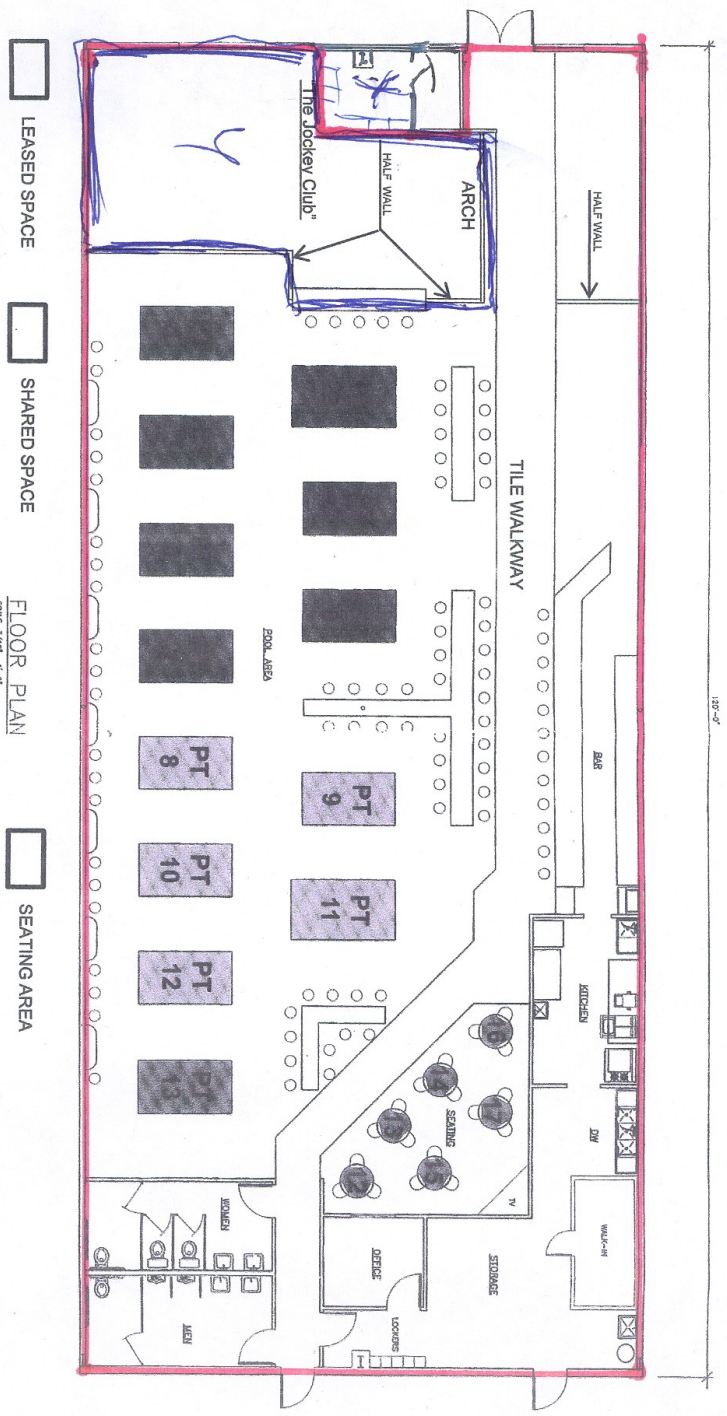 120'-0"
HALF WALL
BAR
KITCHEN
DW
WALK-IN
TILE WALKWAY
ARCH
HALF WALL
"The Jockey Club"
16
14
17
SEATING
13
15
12
TV
STORAGE
OFFICE
LOCKERS
POOL AREA
PT
9
PT
11
PT
8
PT
10
PT
12
PT
13
WOMEN
MEN
LEASED SPACE
SHARED SPACE
FLOOR PLAN
SEATING AREA